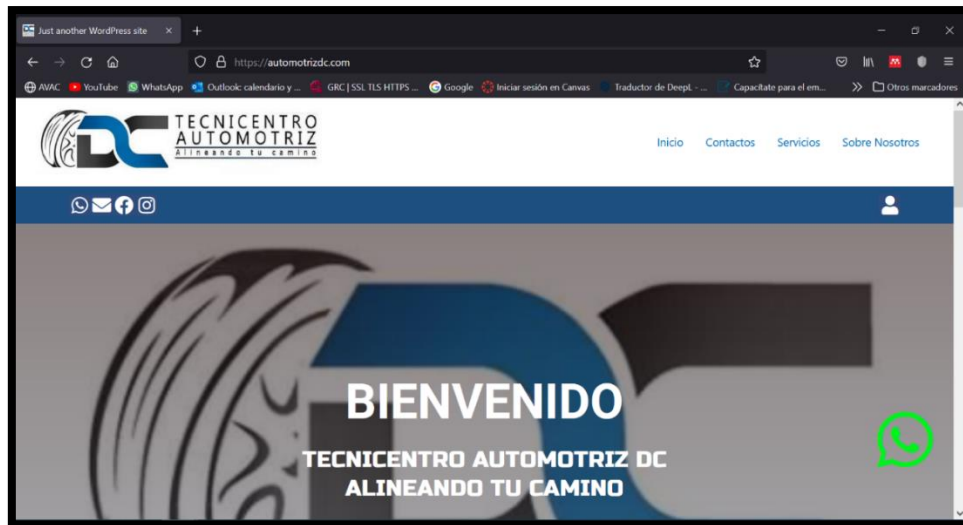 Just another WordPress site
https://automotrizdc.com
AVAC YouTube WhatsApp Outlook: calendario y ... GRC | SSL TLS HTTPS ... Google Iniciar sesión en Canvas Traductor de DeepL - ... Capacítate para el em... Otros marcadores
DC TECNICENTRO
AUTOMOTRIZ
Alineando tu camino
Inicio Contactos Servicios Sobre Nosotros
DC
BIENVENIDO
TECNICENTRO AUTOMOTRIZ DC
ALINEANDO TU CAMINO